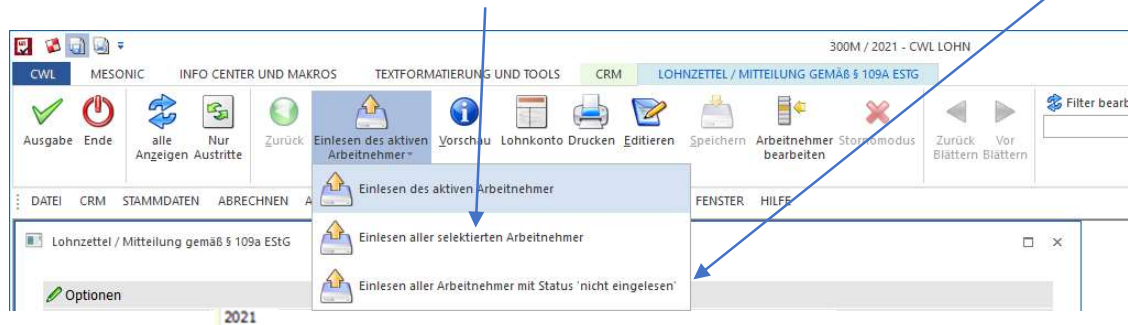 300M / 2021 - CWL LOHN
CWL MESONIC INFO CENTER UND MAKROS TEXTFORMATIERUNG UND TOOLS CRM LOHNZETTEL / MITTEILUNG GEMÄß § 109A ESTG
Ausgabe Ende alle Anzeigen Nur Austritte Zurück Einlesen des aktiven Arbeitnehmer Vorschau Lohnkonto Drucken Editieren Speichern Arbeitnehmer bearbeiten Stornomodus Zurück Blättern Vor Blättern Filter bearb
DATEI CRM STAMMDATEN ABRECHNEN A FENSTER HILFE
Einlesen des aktiven Arbeitnehmer
Einlesen aller selektierten Arbeitnehmer
Einlesen aller Arbeitnehmer mit Status 'nicht eingelesen'
Lohnzettel / Mitteilung gemäß § 109a EStG
Optionen
2021